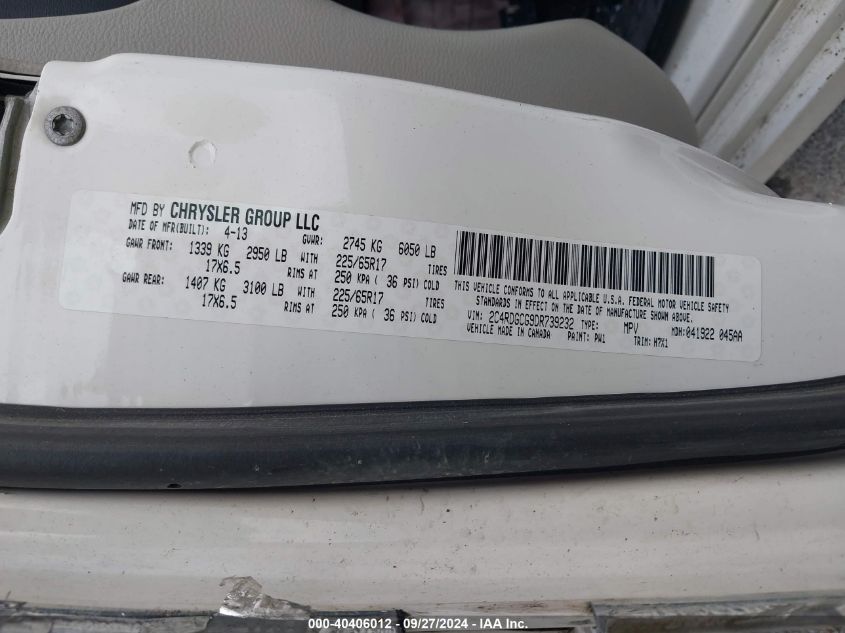 MFD BY CHRYSLER GROUP LLC
DATE OF MFR(BUILT): 4-13 GVWR: 2745 KG 6050 LB
GAWR FRONT: 1339 KG 2950 LB WITH 225/65R17 TIRES
17X6.5 RIMS AT 250 KPA ( 36 PSI) COLD
GAWR REAR: 1407 KG 3100 LB WITH 225/65R17 TIRES
17X6.5 RIMS AT 250 KPA ( 36 PSI) COLD
THIS VEHICLE CONFORMS TO ALL APPLICABLE U.S.A. FEDERAL MOTOR VEHICLE SAFETY
STANDARDS IN EFFECT ON THE DATE OF MANUFACTURE SHOWN ABOVE.
VIN: 2C4RDGCG9DR739232 TYPE: MPV MDH:041922 045AA
VEHICLE MADE IN CANADA PAINT: PW1 TRIM: H7X1
000-40406012 - 09/27/2024 - IAA Inc.